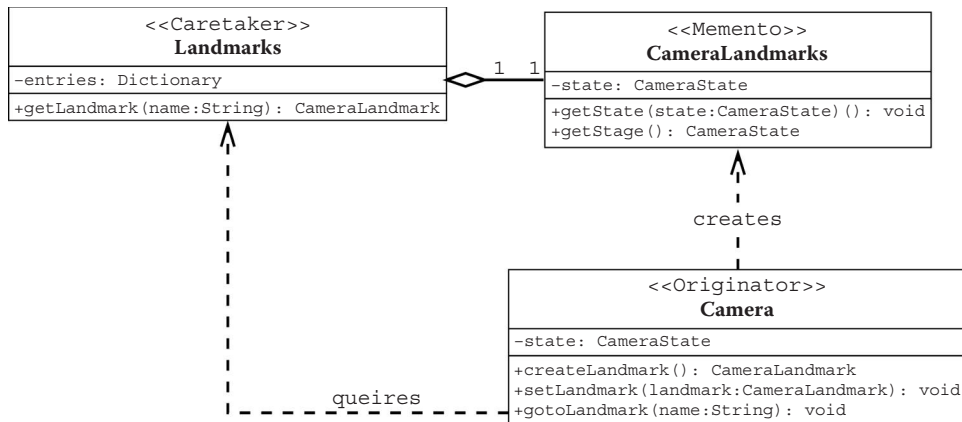 <<Caretaker>>
Landmarks
-entries: Dictionary
+getLandmark(name:String): CameraLandmark
1 1
<<Memento>>
CameraLandmarks
-state: CameraState
+getState(state:CameraState)(): void
+getStage(): CameraState
creates
<<Originator>>
Camera
-state: CameraState
+createLandmark(): CameraLandmark
+setLandmark(landmark:CameraLandmark): void
+gotoLandmark(name:String): void
queires